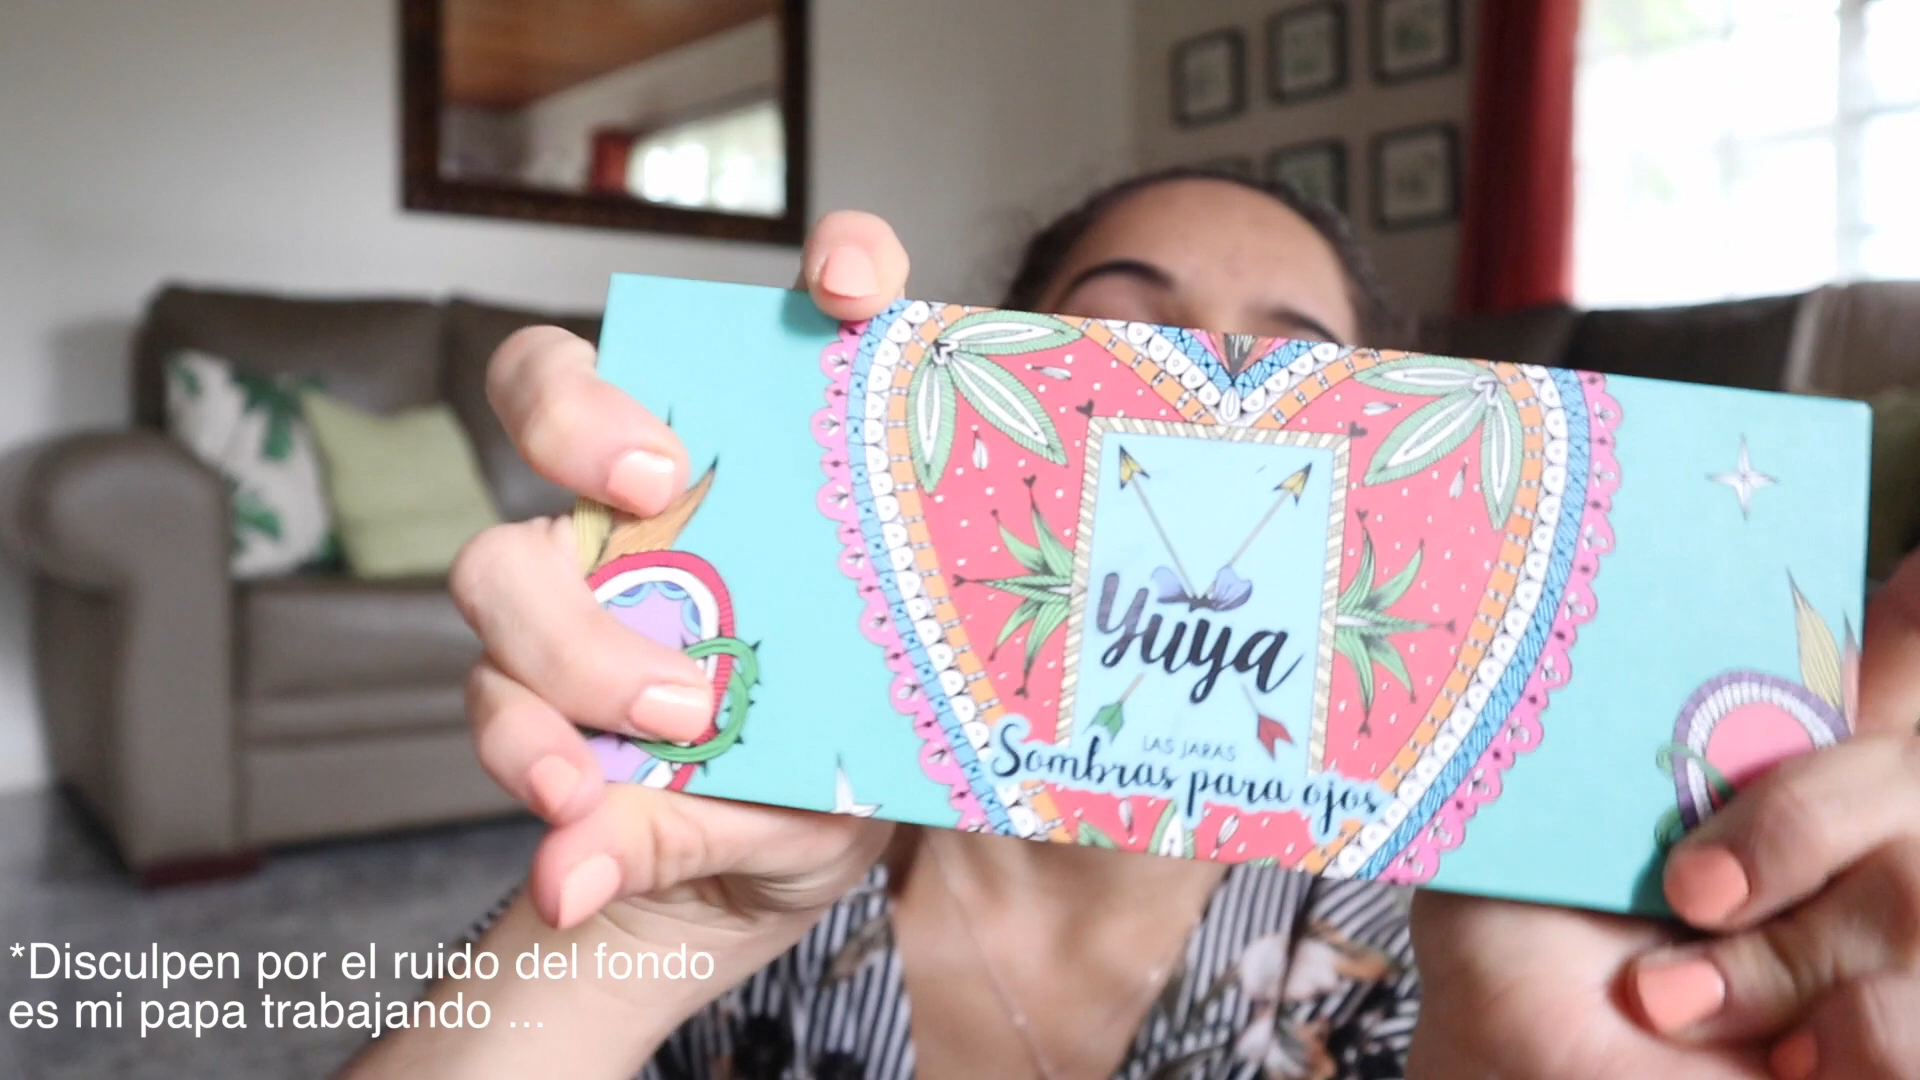 Yuya
LAS JARAS
Sombras para ojos
*Disculpen por el ruido del fondo
es mi papa trabajando ...